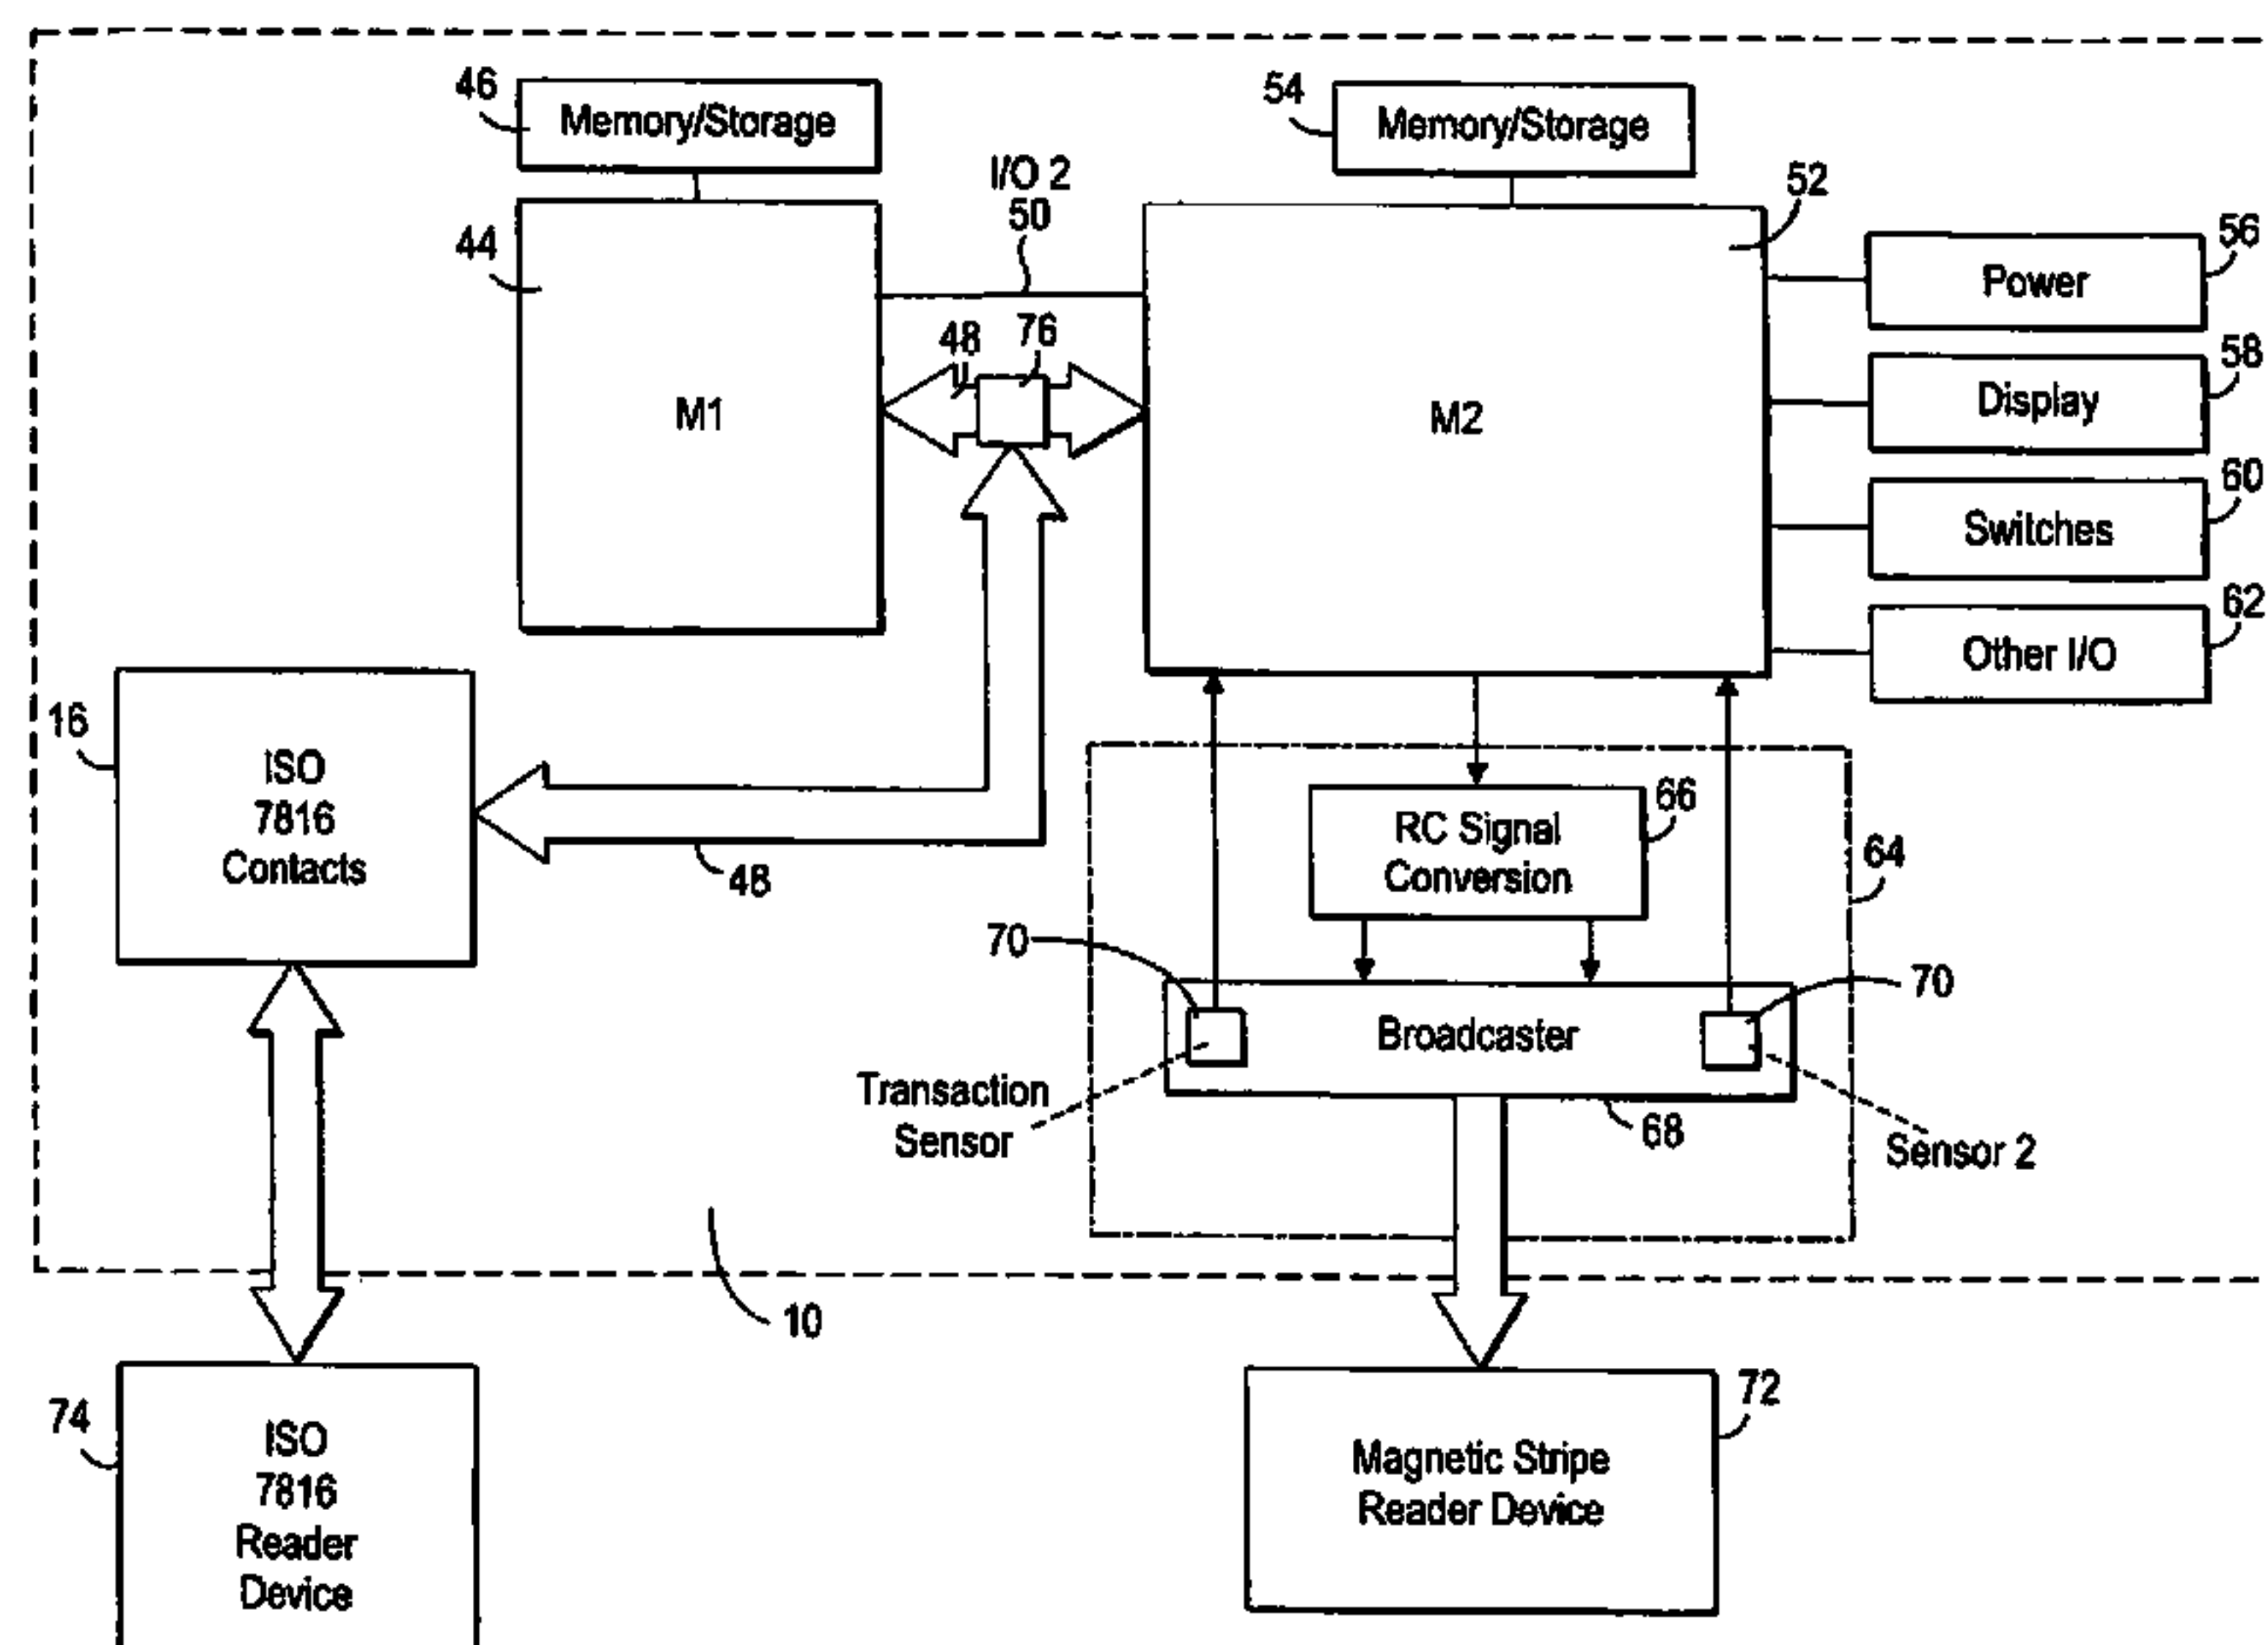 46
Memory/Storage
54
Memory/Storage
I/O 2
50
52
44
56
Power
48
76
58
Display
M1
M2
60
Switches
62
Other I/O
16
ISO
7816
Contacts
66
RC Signal
Conversion
64
48
70
70
Broadcaster
Transaction
Sensor
68
Sensor 2
10
74
72
ISO
7816
Reader
Device
Magnetic Stripe
Reader Device